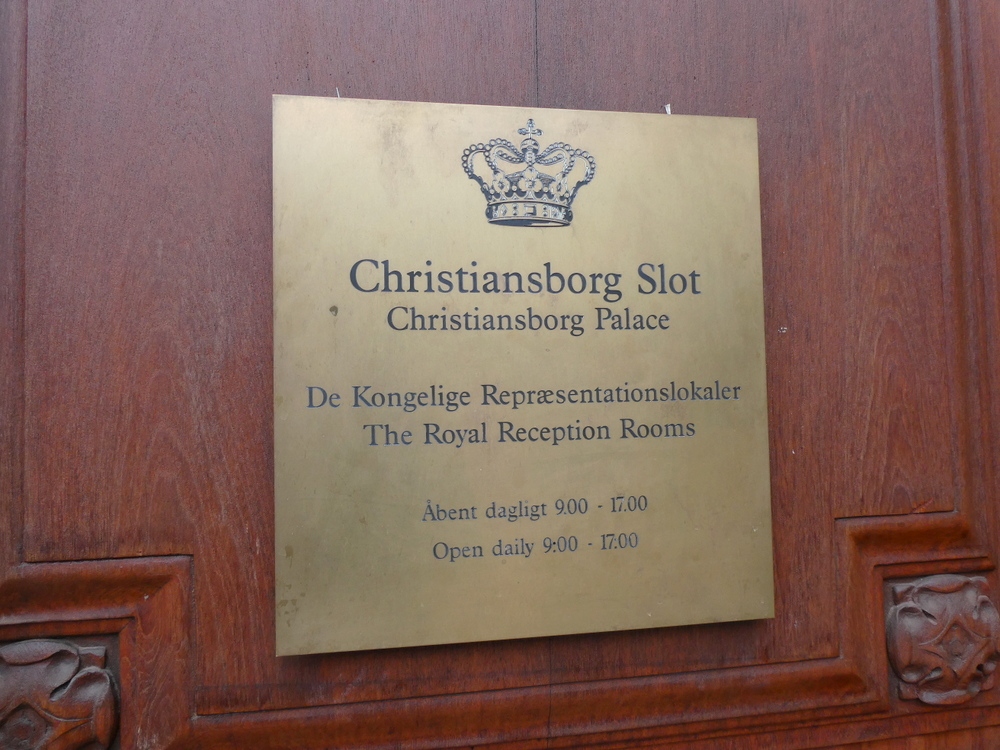 Christiansborg Slot
Christiansborg Palace
De Kongelige Repræsentationslokaler
The Royal Reception Rooms
Åbent dagligt 9.00 - 17.00
Open daily 9:00 - 17:00